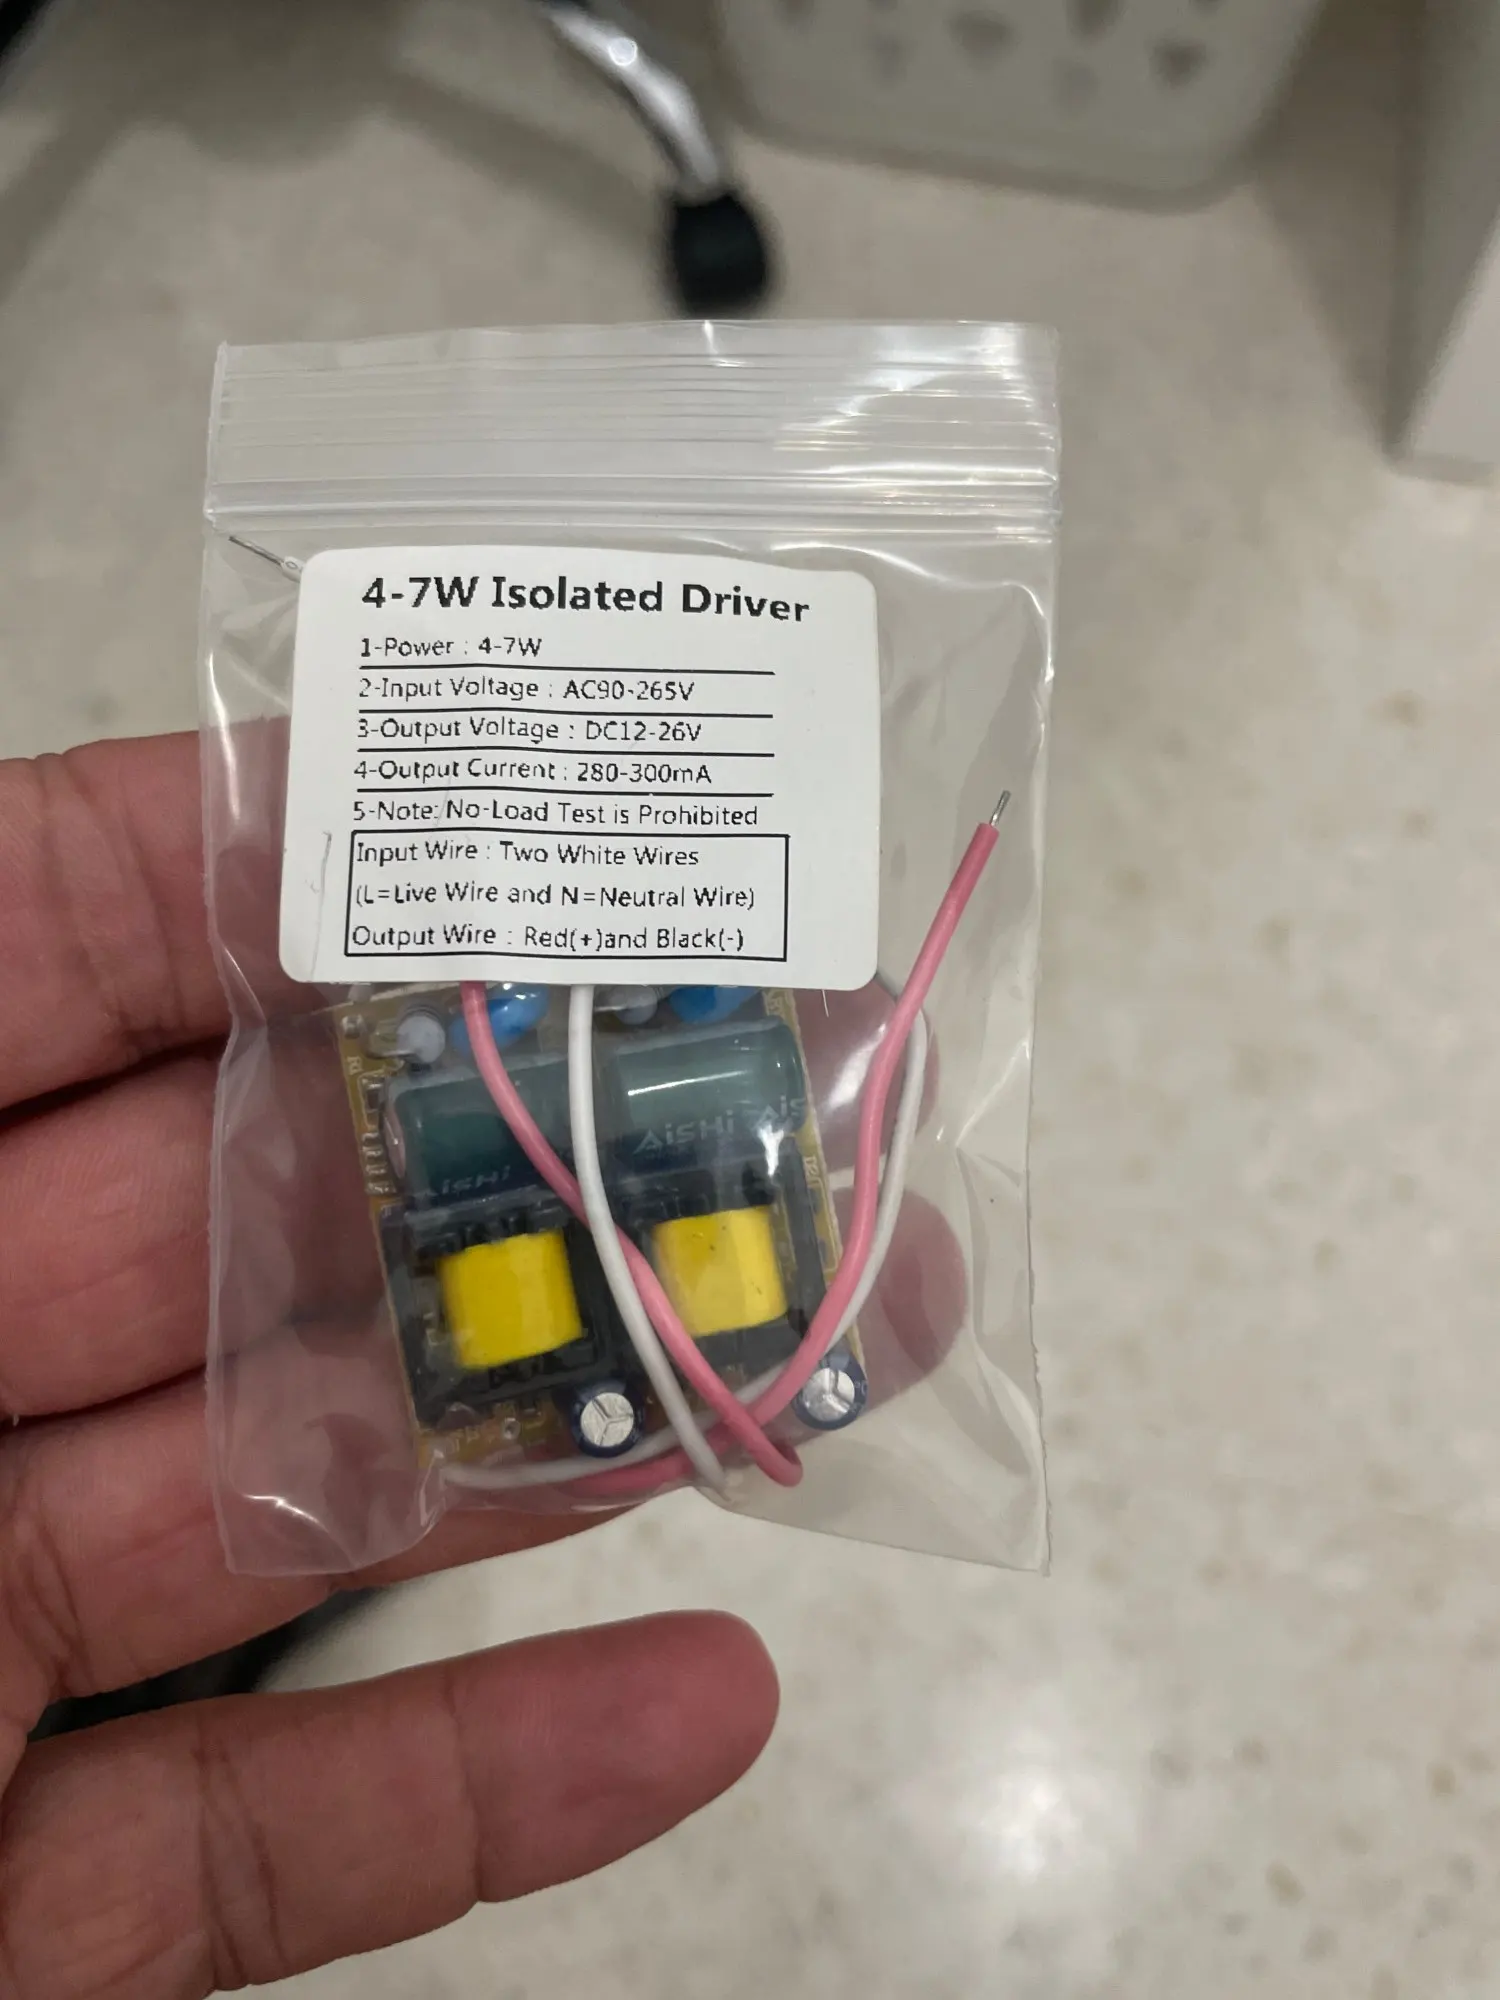 4-7W Isolated Driver
1-Power : 4-7W
2-Input Voltage : AC90-265V
3-Output Voltage : DC12-26V
4-Output Current : 280-300mA
5-Note: No-Load Test is Prohibited
Input Wire : Two White Wires
(L=Live Wire and N=Neutral Wire)
Output Wire : Red(+)and Black(-)
AiSHi Ais
AiSHi